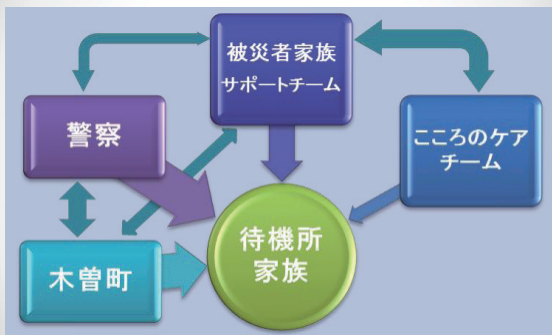 被災者家族
サポートチーム
警察
こころのケア
チーム
待機所
家族
木曽町